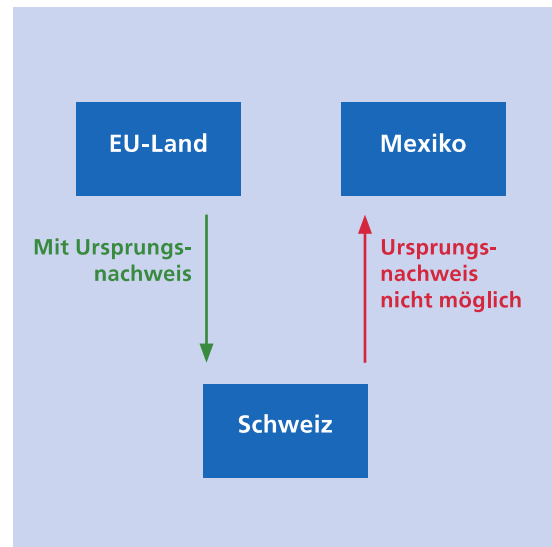 EU-Land
Mexiko
Mit Ursprungs-
nachweis
Ursprungs-
nachweis
nicht möglich
Schweiz